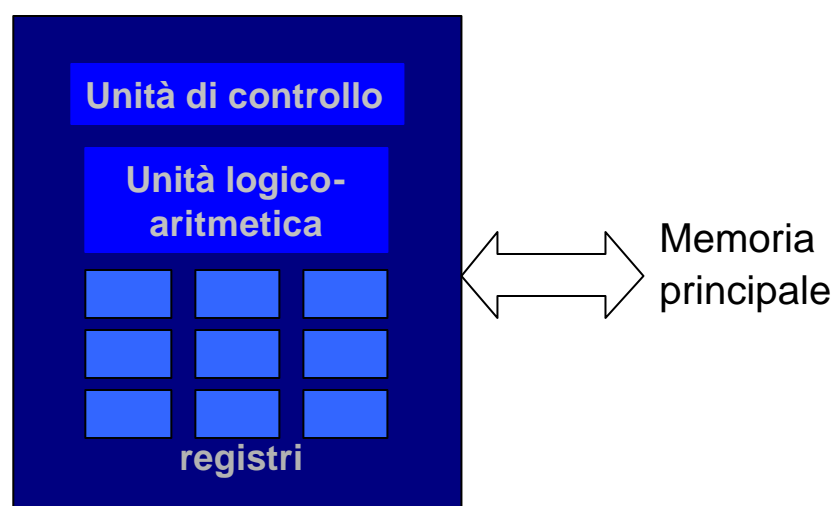 Unità di controllo
Unità logico-
aritmetica
Memoria
principale
registri